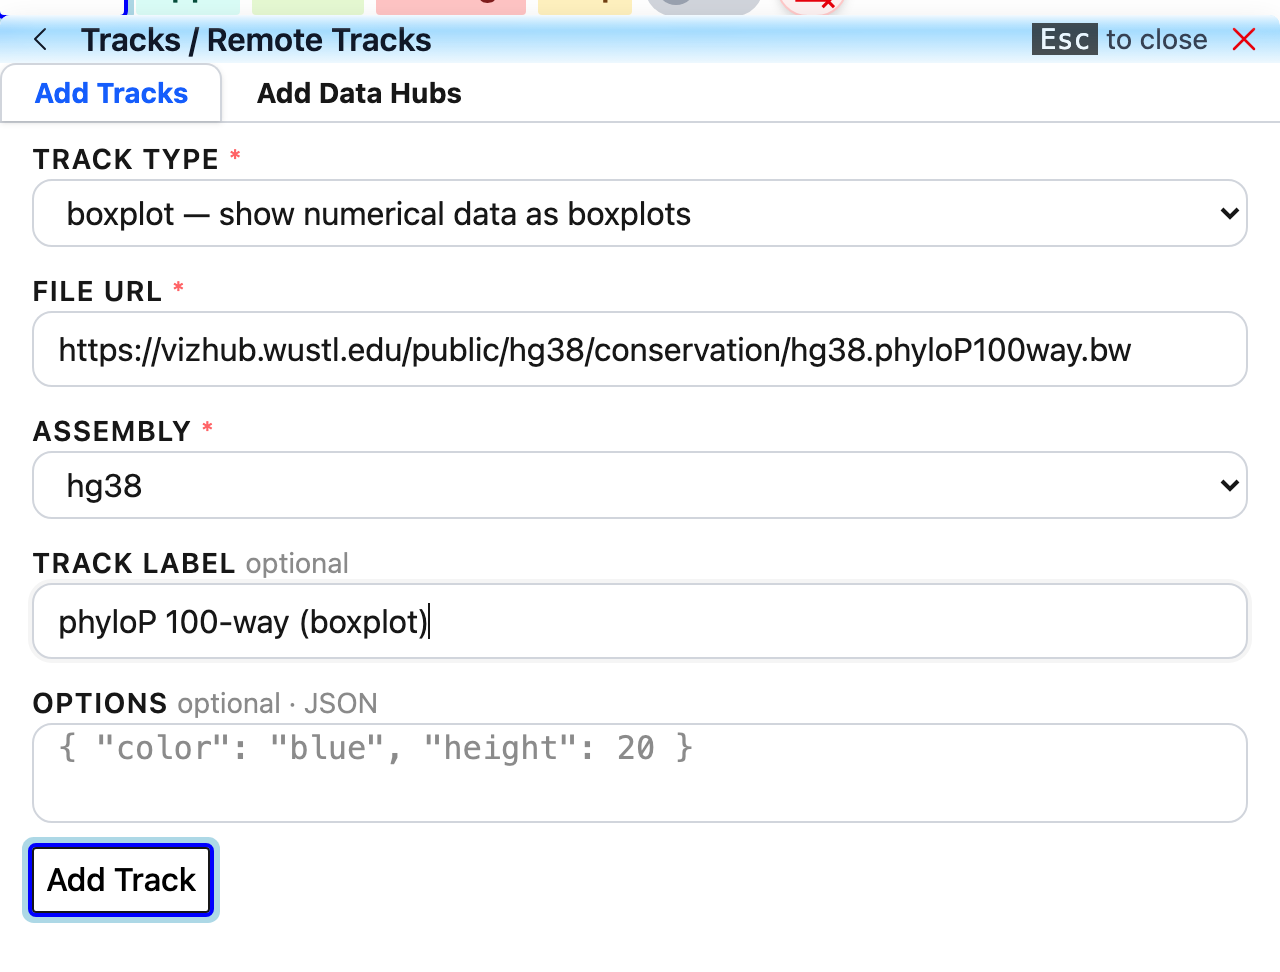 Tracks / Remote Tracks
Esc to close
Add Tracks
Add Data Hubs
TRACK TYPE *
boxplot — show numerical data as boxplots
FILE URL *
https://vizhub.wustl.edu/public/hg38/conservation/hg38.phyloP100way.bw
ASSEMBLY *
hg38
TRACK LABEL optional
phyloP 100-way (boxplot)
OPTIONS optional · JSON
{ "color": "blue", "height": 20 }
Add Track